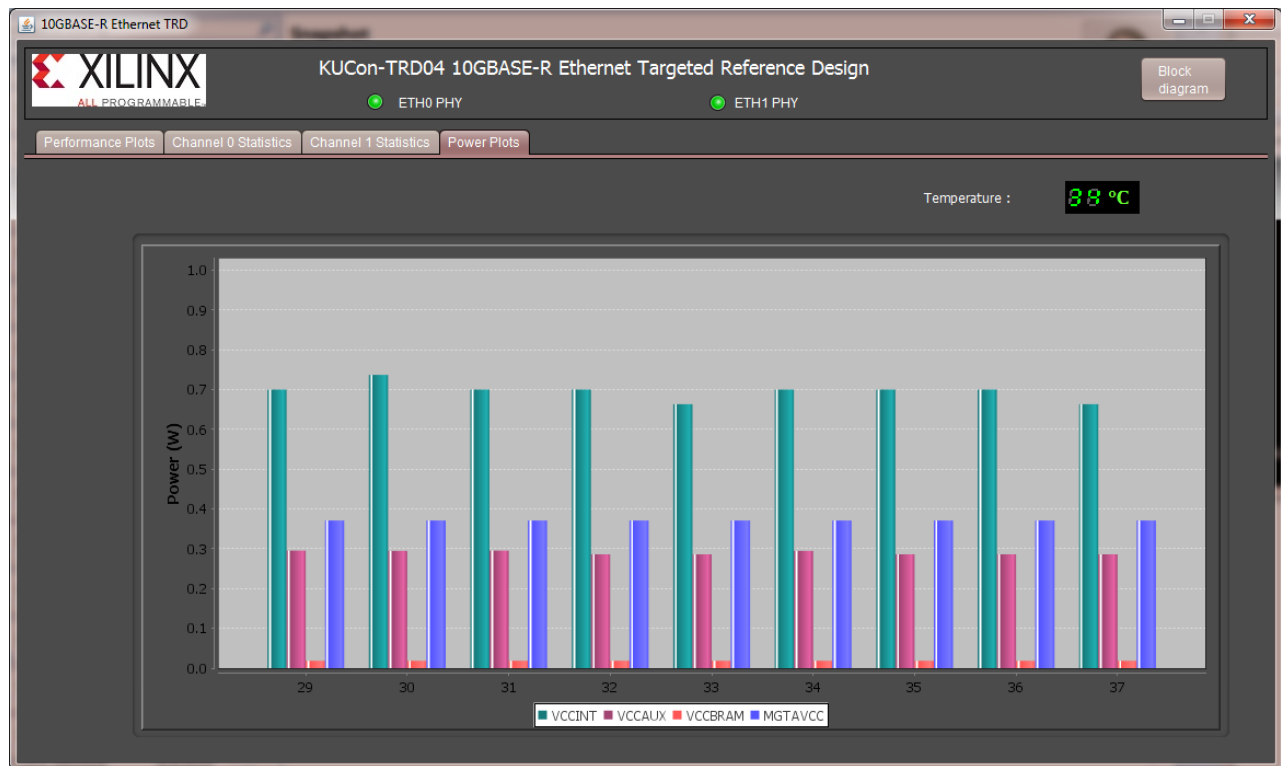 10GBASE-R Ethernet TRD
XILINX
ALL PROGRAMMABLE
KUCon-TRD04 10GBASE-R Ethernet Targeted Reference Design
ETH0 PHY
ETH1 PHY
Block
diagram
Performance Plots
Channel 0 Statistics
Channel 1 Statistics
Power Plots
Temperature :
°C
1.0
0.9
0.8
0.7
0.6
0.5
0.4
0.3
0.2
0.1
0.0
Power (W)
29 30 31 32 33 34 35 36 37
VCCINT VCCAUX VCCBRAM MGTAVCC